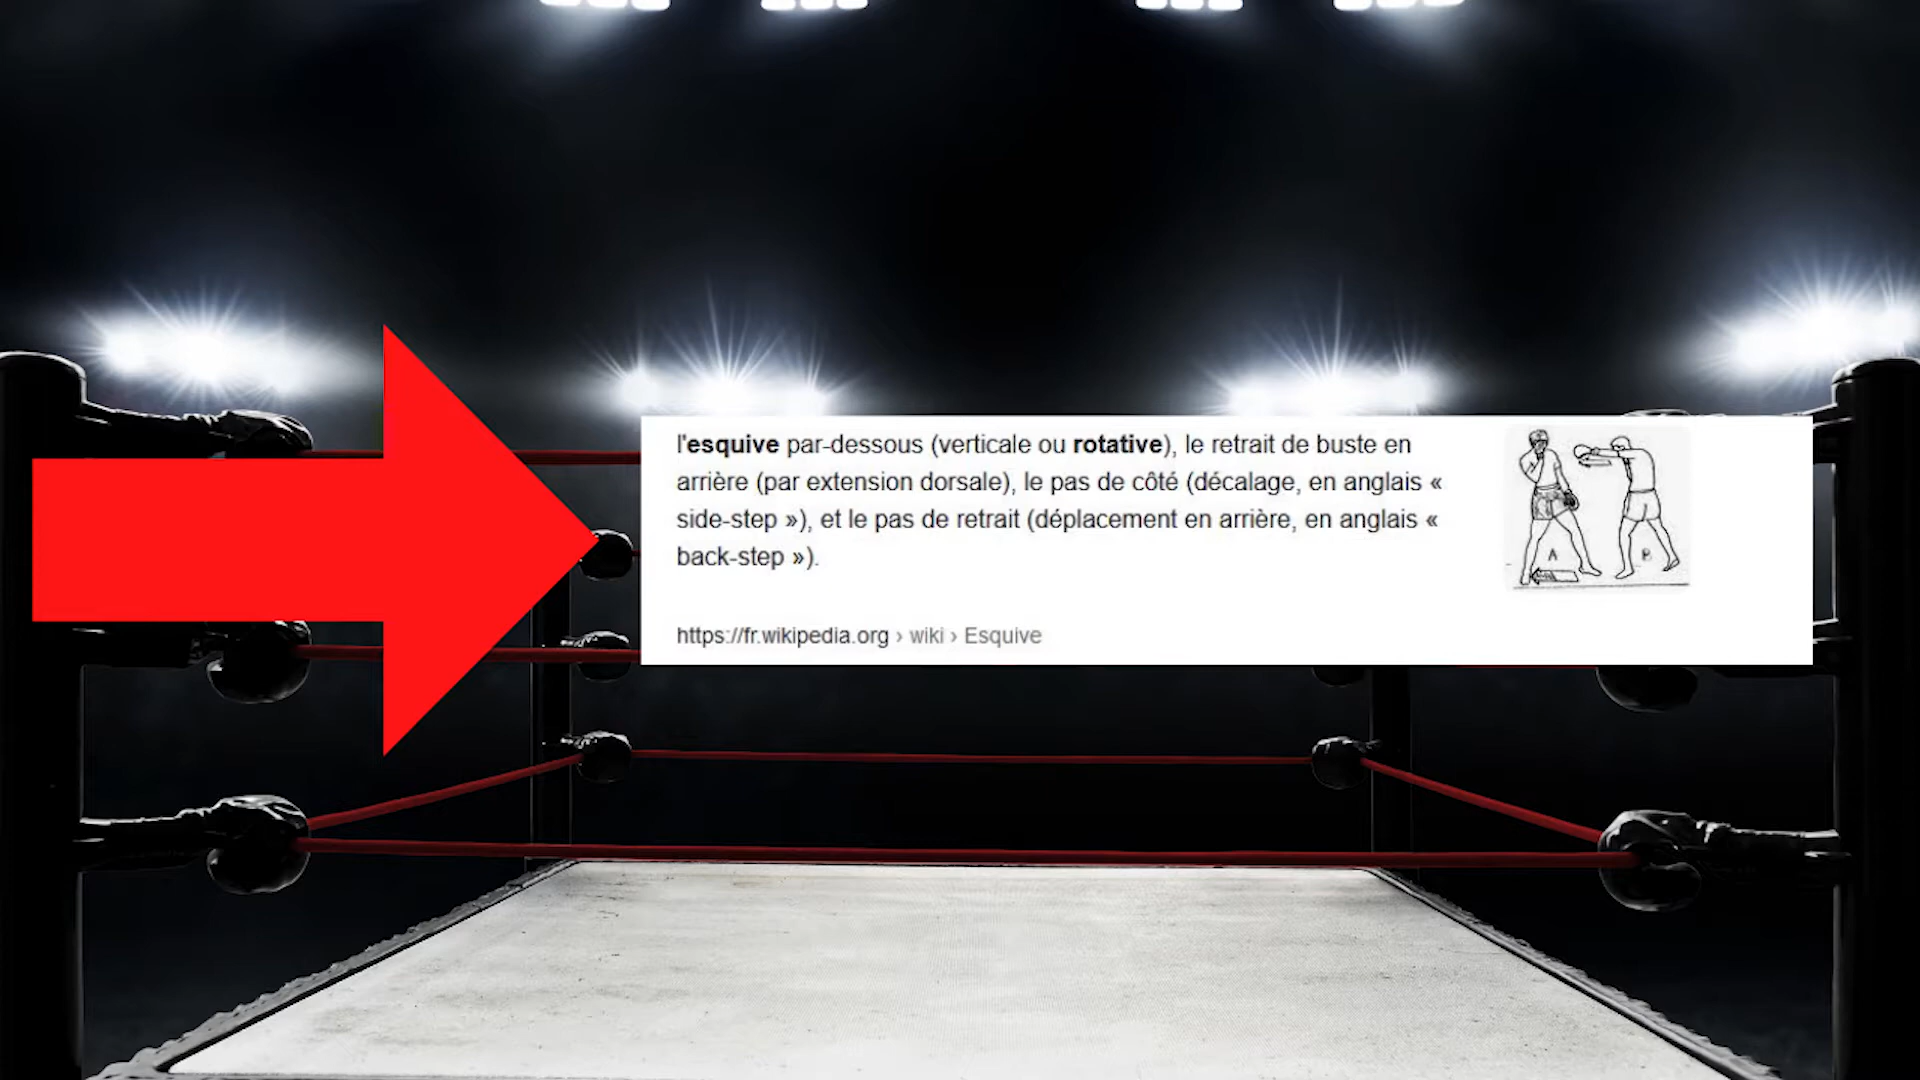 l'esquive par-dessous (verticale ou rotative), le retrait de buste en
arrière (par extension dorsale), le pas de côté (décalage, en anglais «
side-step »), et le pas de retrait (déplacement en arrière, en anglais «
back-step »).
A B
https://fr.wikipedia.org › wiki › Esquive